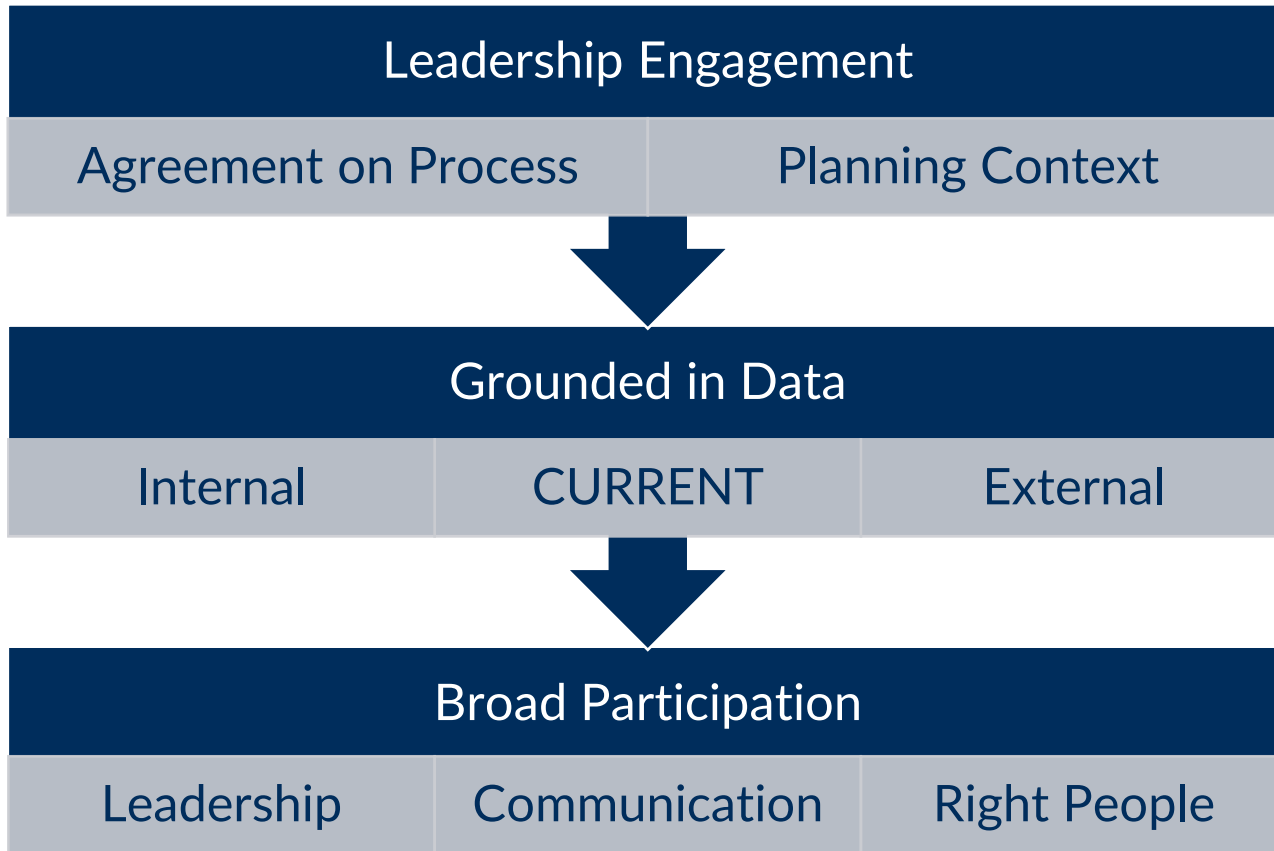 Leadership Engagement
Agreement on Process
Planning Context
Grounded in Data
Internal
CURRENT
External
Broad Participation
Leadership
Communication
Right People